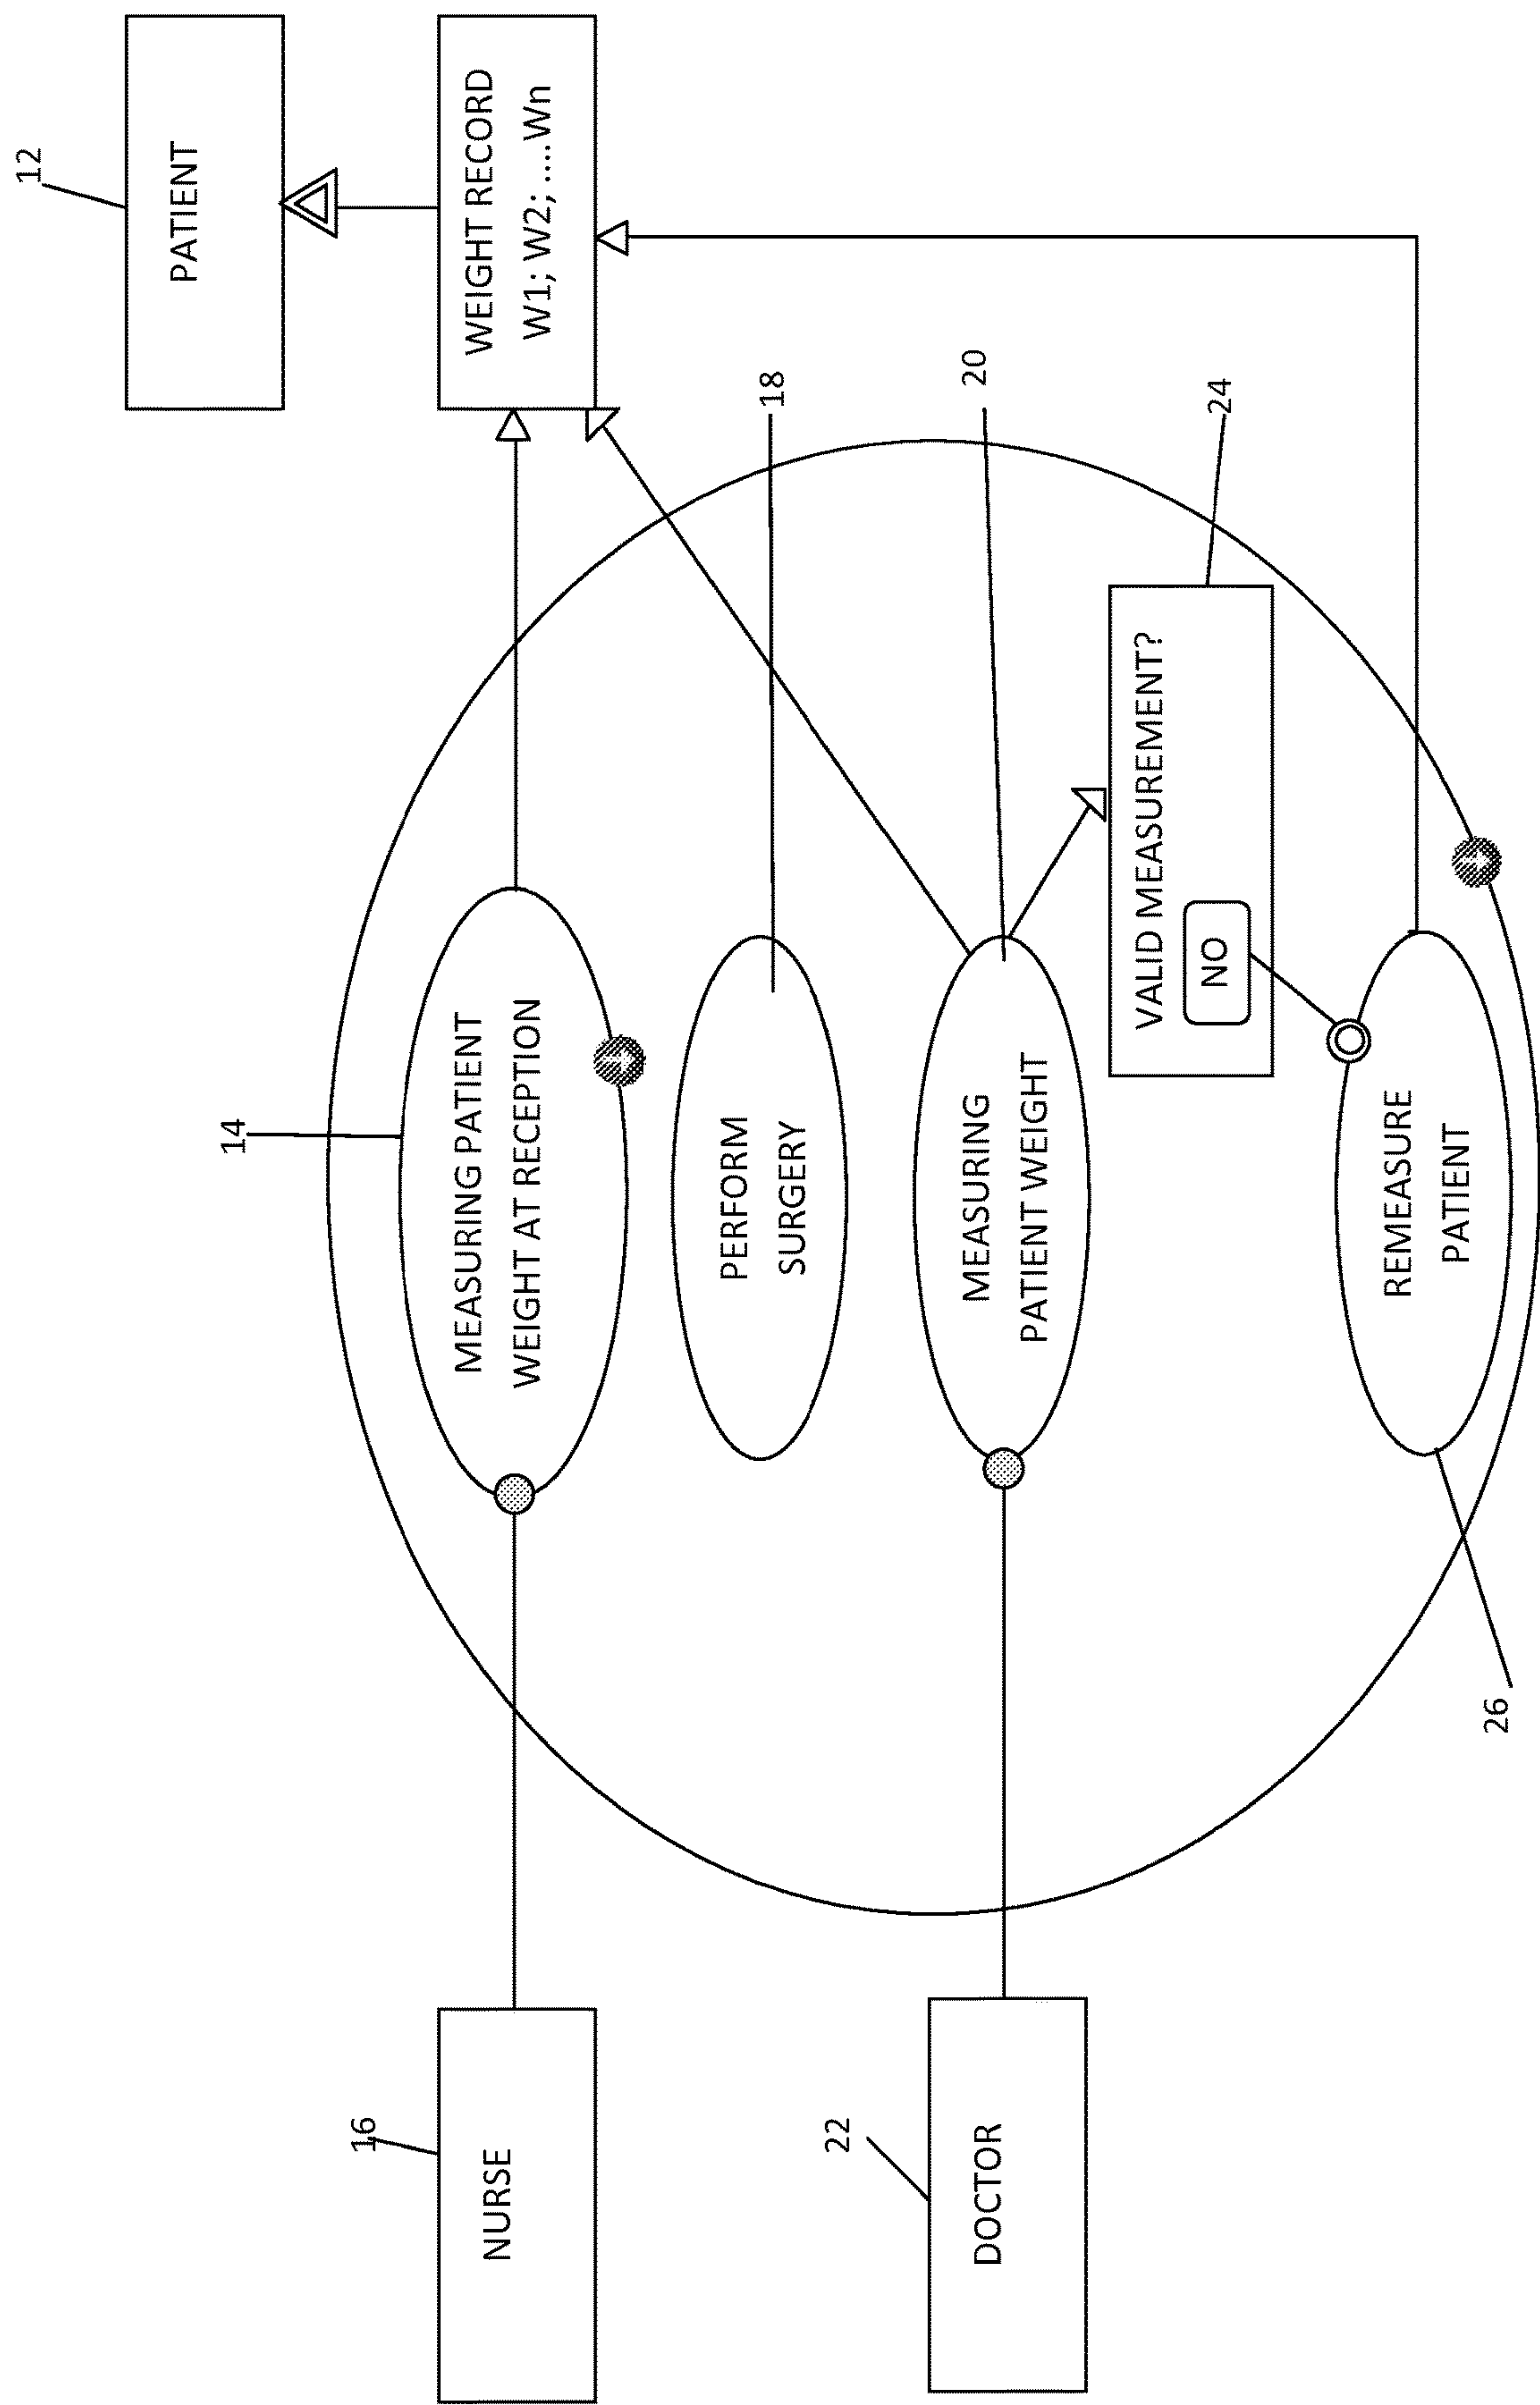 12
PATIENT
WEIGHT RECORD
W1; W2; ....Wn
14
MEASURING PATIENT
WEIGHT AT RECEPTION
16
NURSE
18
PERFORM
SURGERY
20
MEASURING
PATIENT WEIGHT
22
DOCTOR
24
VALID MEASUREMENT?
NO
REMEASURE
PATIENT
26